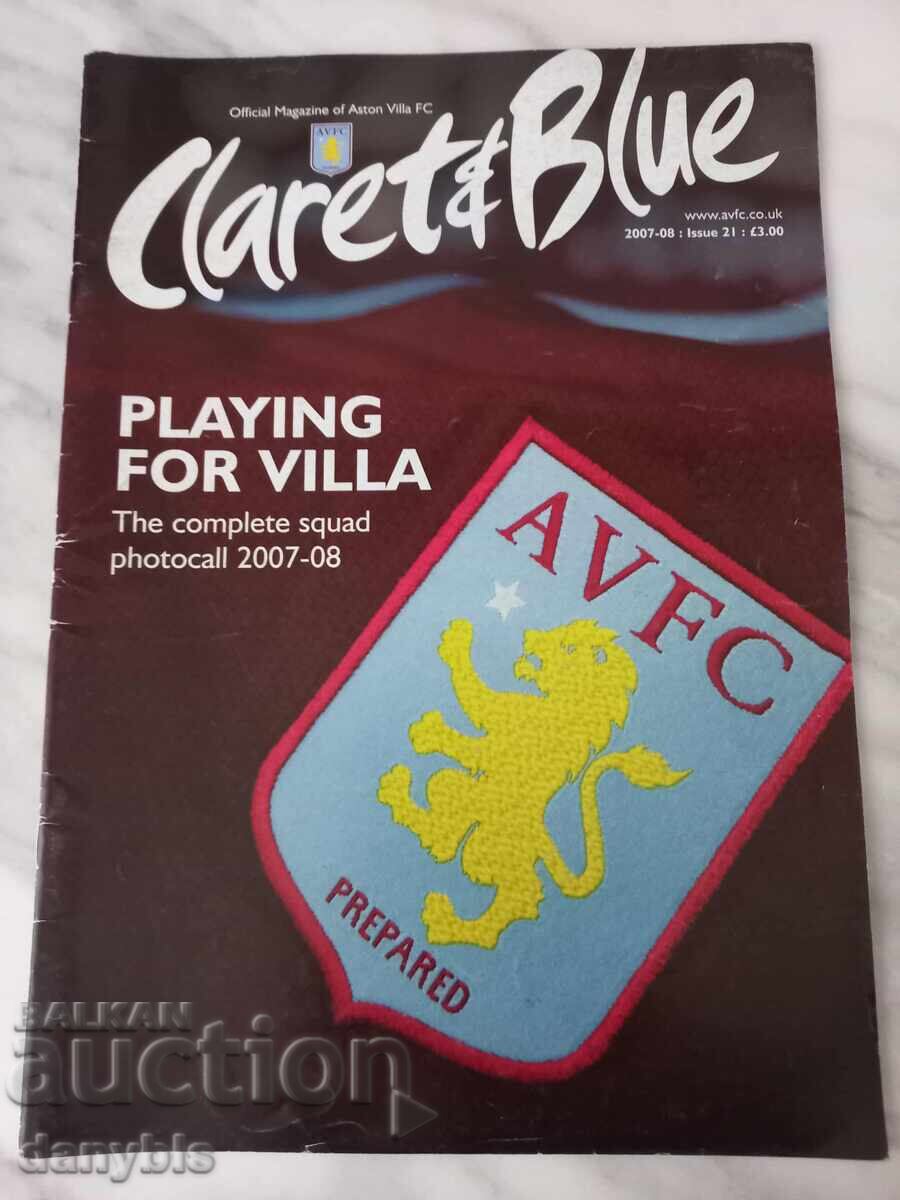 Official Magazine of Aston Villa FC
AVFC
Claret & Blue
www.avfc.co.uk
2007-08 : Issue 21 : £3.00
PLAYING
FOR VILLA
The complete squad
photocall 2007-08
AVFC
PREPARED
BALKAN
auction
danybls